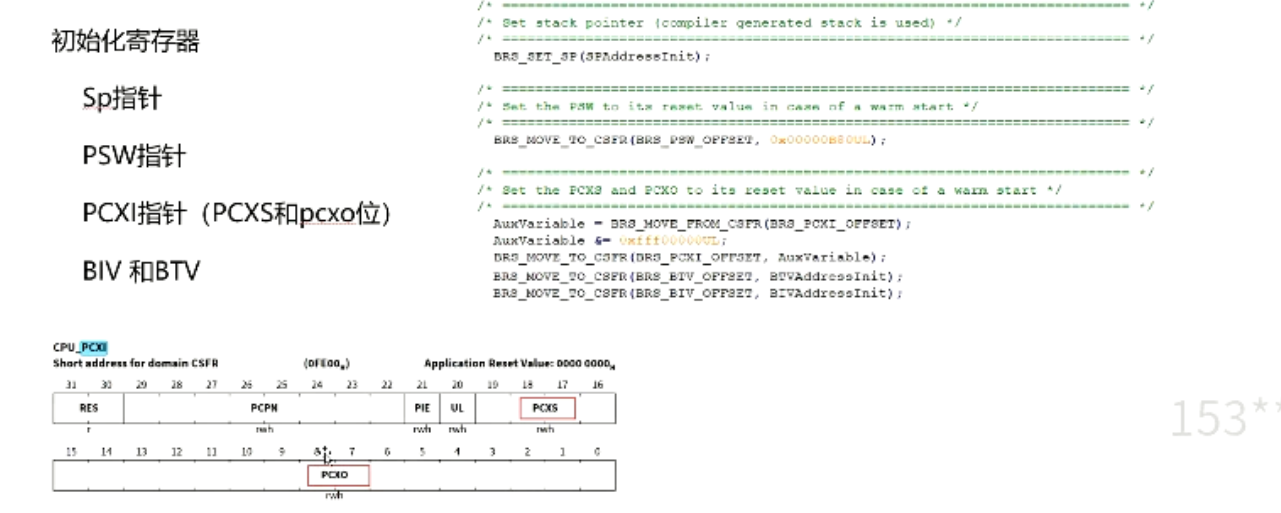 初始化寄存器
Sp指针
PSW指针
PCXI指针（PCXS和pcxo位）
BIV 和BTV
/* ============================================================================ */
/* Set stack pointer (compiler generated stack is used) */
/* ============================================================================ */
BRS_SET_SP(SPAddressInit);
/* ============================================================================ */
/* Set the PSW to its reset value in case of a warm start */
/* ============================================================================ */
BRS_MOVE_TO_CSFR(BRS_PSW_OFFSET, 0x00000B80UL);
/* ============================================================================ */
/* Set the PCXS and PCXO to its reset value in case of a warm start */
/* ============================================================================ */
AuxVariable = BRS_MOVE_FROM_CSFR(BRS_PCXI_OFFSET);
AuxVariable &= 0xfff00000UL;
BRS_MOVE_TO_CSFR(BRS_PCXI_OFFSET, AuxVariable);
BRS_MOVE_TO_CSFR(BRS_BTV_OFFSET, BTVAddressInit);
BRS_MOVE_TO_CSFR(BRS_BIV_OFFSET, BIVAddressInit);
CPU_PCXI
Short address for domain CSFR (0FE00H) Application Reset Value: 0000 0000H
31 30 29 28 27 26 25 24 23 22 21 20 19 18 17 16
RES PCPN PIE UL PCXS
r rwh rwh rwh rwh
15 14 13 12 11 10 9 8 7 6 5 4 3 2 1 0
PCXO
rwh
153**